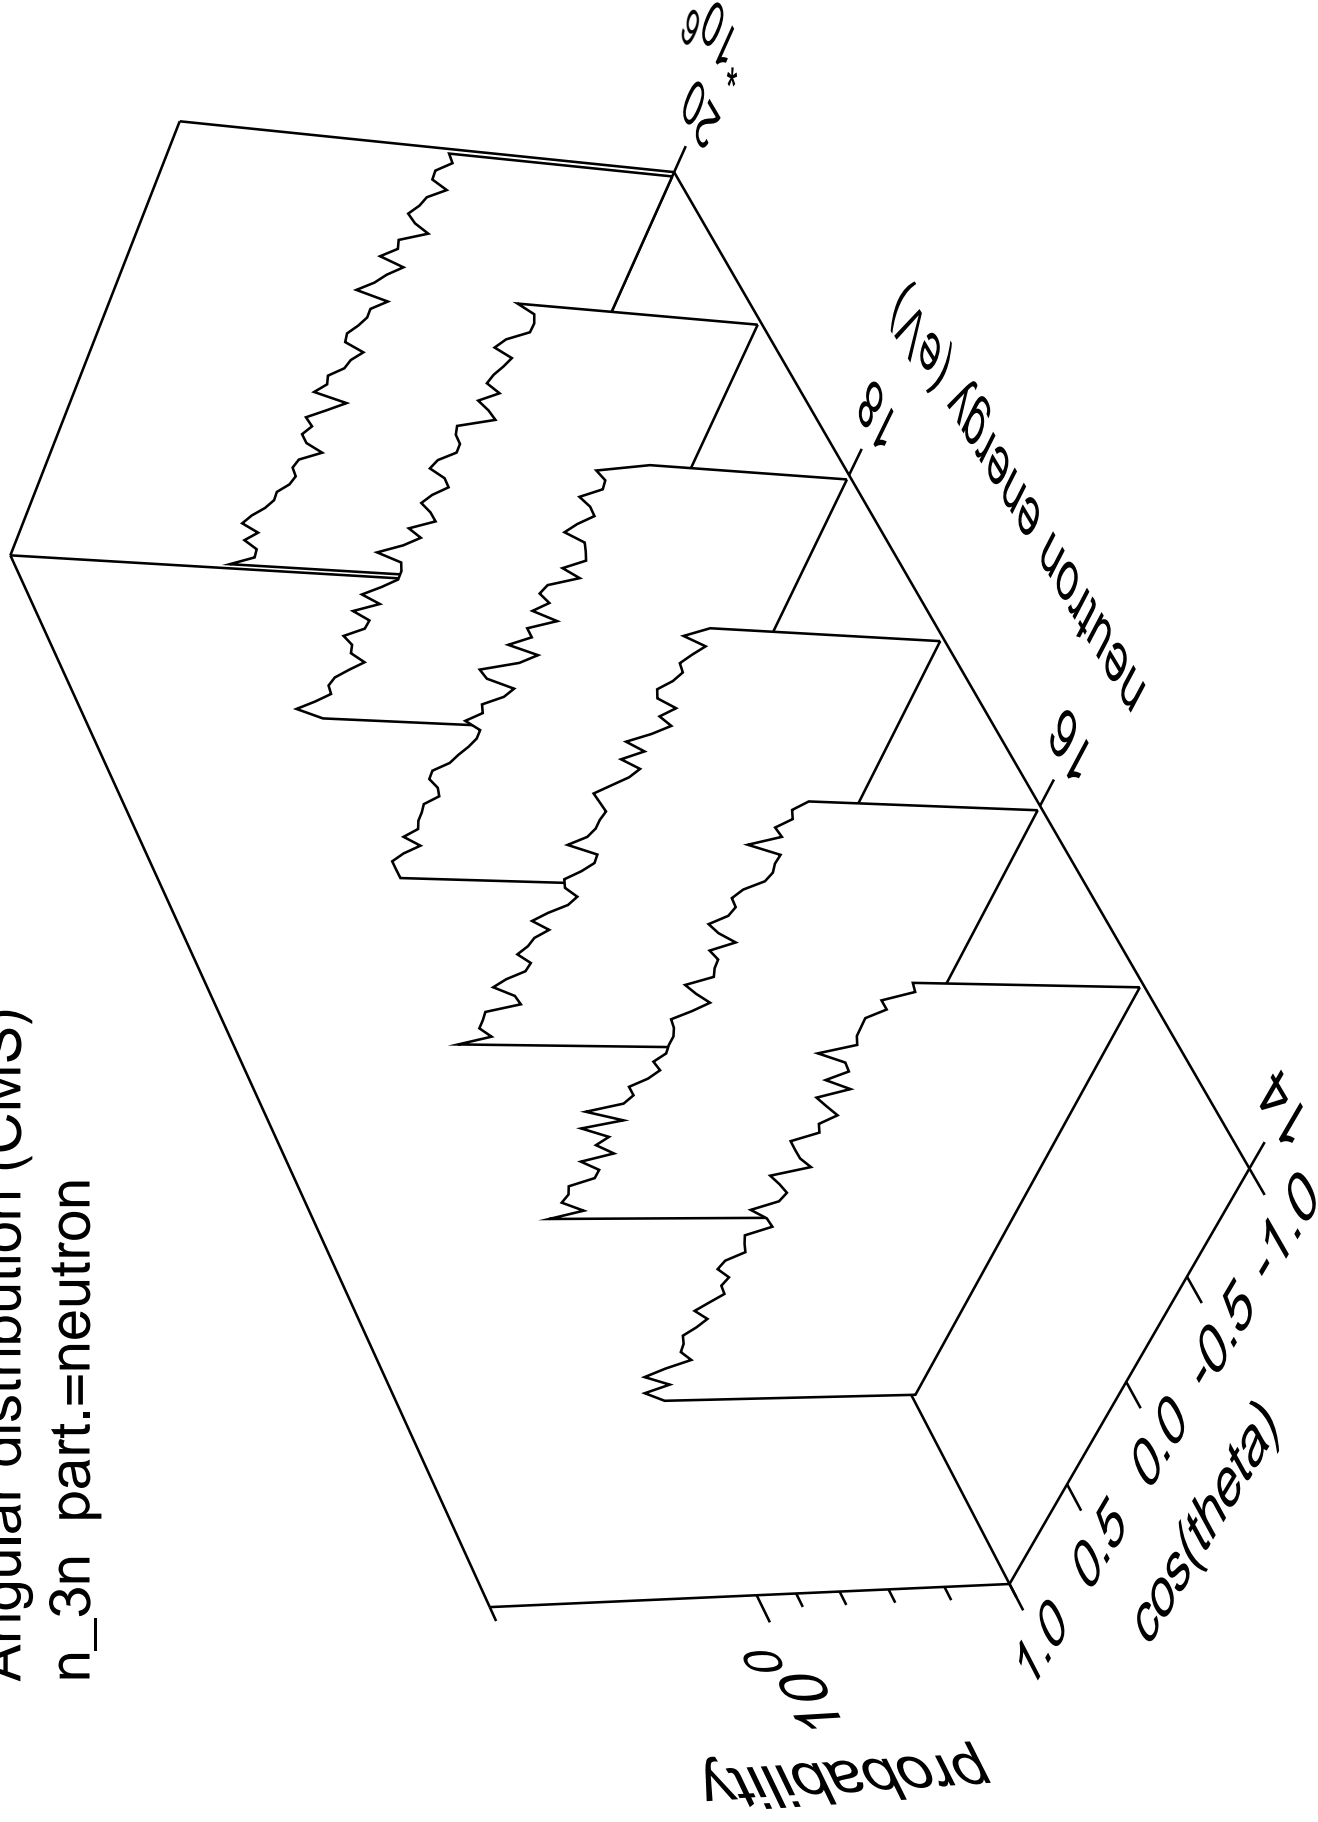 Angular distribution (CMS)
n_3n part.=neutron
probability
10^0
1.0 0.5 0.0 -0.5 -1.0
cos(theta)
14 16 18 20
*10^6
neutron energy (eV)